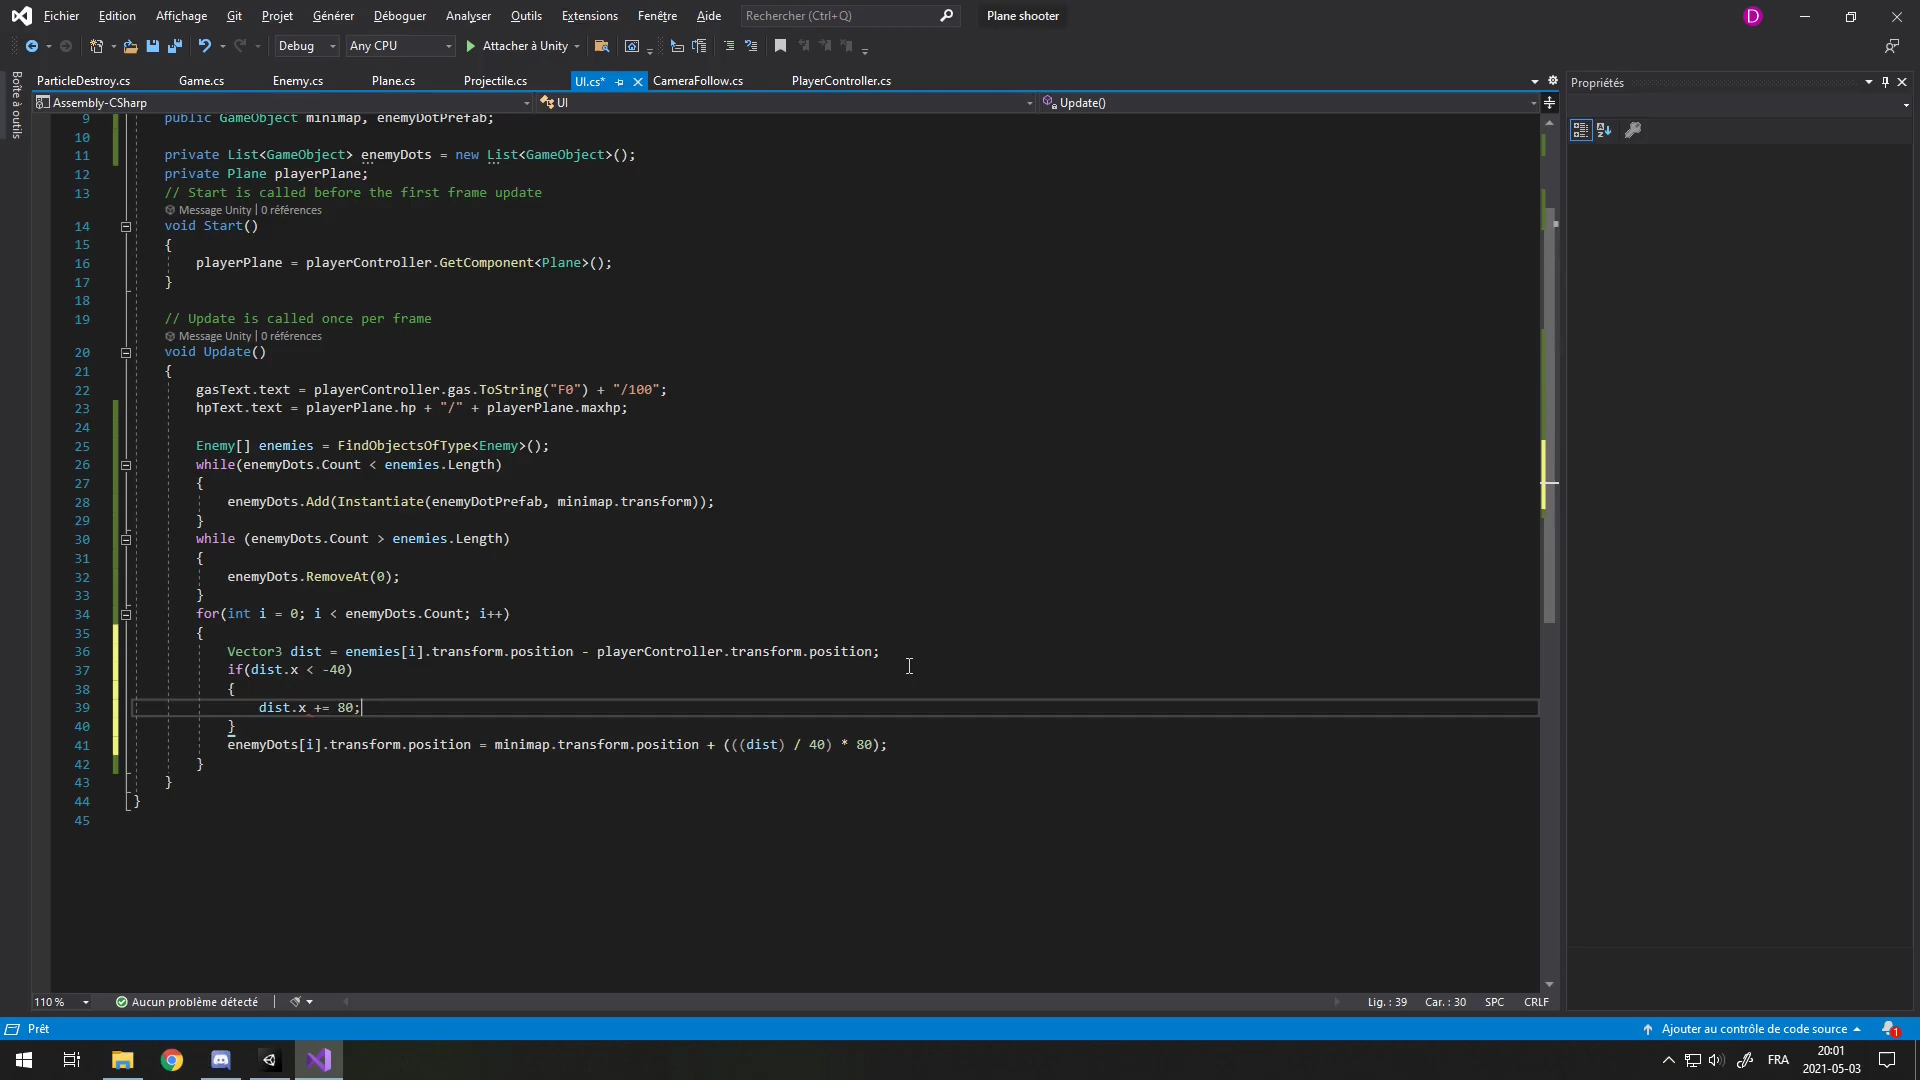 Fichier Edition Affichage Git Projet Générer Déboguer Analyser Outils Extensions Fenêtre Aide Rechercher (Ctrl+Q) Plane shooter D
Debug Any CPU Attacher à Unity
Boîte à outils
ParticleDestroy.cs Game.cs Enemy.cs Plane.cs Projectile.cs UI.cs* CameraFollow.cs PlayerController.cs
Propriétés
Assembly-CSharp UI Update()
9 public GameObject minimap, enemyDotPrefab;
10
11 private List<GameObject> enemyDots = new List<GameObject>();
12 private Plane playerPlane;
13 // Start is called before the first frame update
Message Unity | 0 références
14 void Start()
15 {
16 playerPlane = playerController.GetComponent<Plane>();
17 }
18
19 // Update is called once per frame
Message Unity | 0 références
20 void Update()
21 {
22 gasText.text = playerController.gas.ToString("F0") + "/100";
23 hpText.text = playerPlane.hp + "/" + playerPlane.maxhp;
24
25 Enemy[] enemies = FindObjectsOfType<Enemy>();
26 while(enemyDots.Count < enemies.Length)
27 {
28 enemyDots.Add(Instantiate(enemyDotPrefab, minimap.transform));
29 }
30 while (enemyDots.Count > enemies.Length)
31 {
32 enemyDots.RemoveAt(0);
33 }
34 for(int i = 0; i < enemyDots.Count; i++)
35 {
36 Vector3 dist = enemies[i].transform.position - playerController.transform.position;
37 if(dist.x < -40)
38 {
39 dist.x += 80;
40 }
41 enemyDots[i].transform.position = minimap.transform.position + (((dist) / 40) * 80);
42 }
43 }
44 }
45
110 % Aucun problème détecté Lig. : 39 Car. : 30 SPC CRLF
Prêt Ajouter au contrôle de code source 1
FRA 20:01
2021-05-03